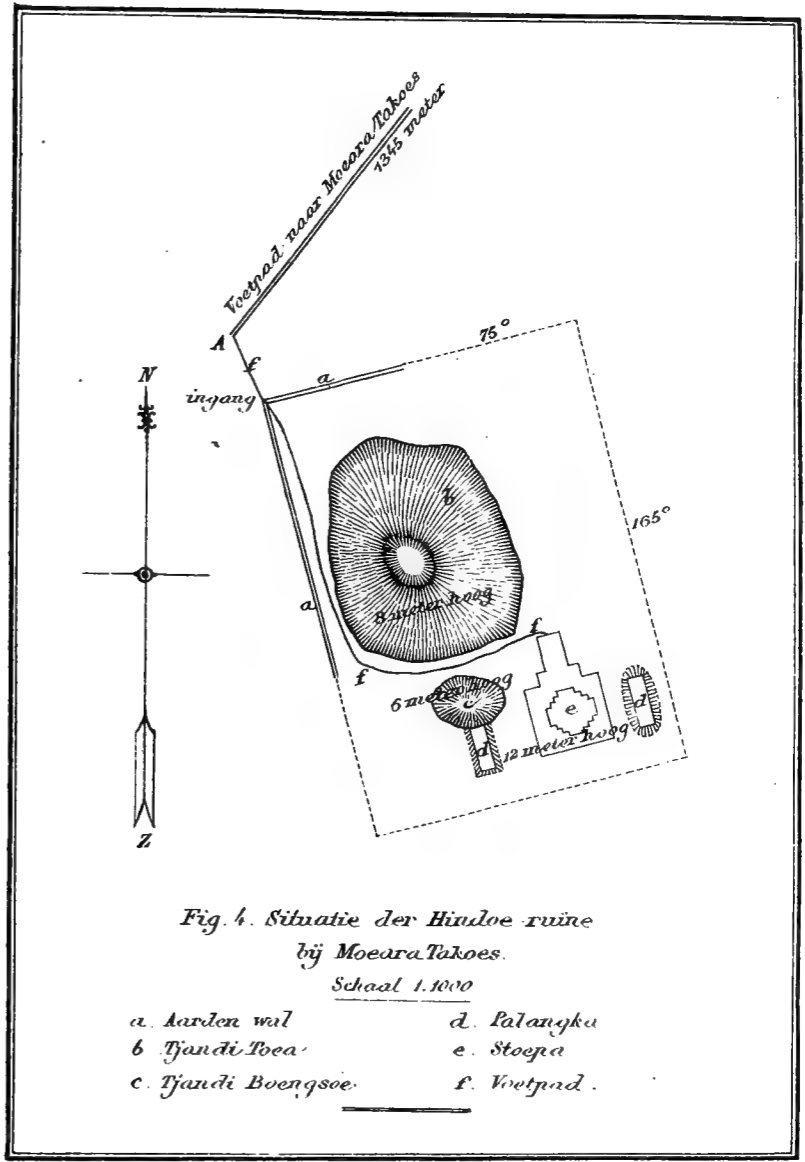 Voetpad naar Moeara Takoes
1345 meter
A
f
N
ingang
a
75°
165°
b
8 meter hoog
a
f
f
6 meter hoog
c
d
e
d
12 meter hoog
Z
Fig. 4. Situatie der Hindoe ruïne
bij Moeara Takoes.
Schaal 1.1000
a. Aarden wal
b Tjandi Toea
c. Tjandi Boengsoe
d. Palangka
e. Stoepa
f. Voetpad.